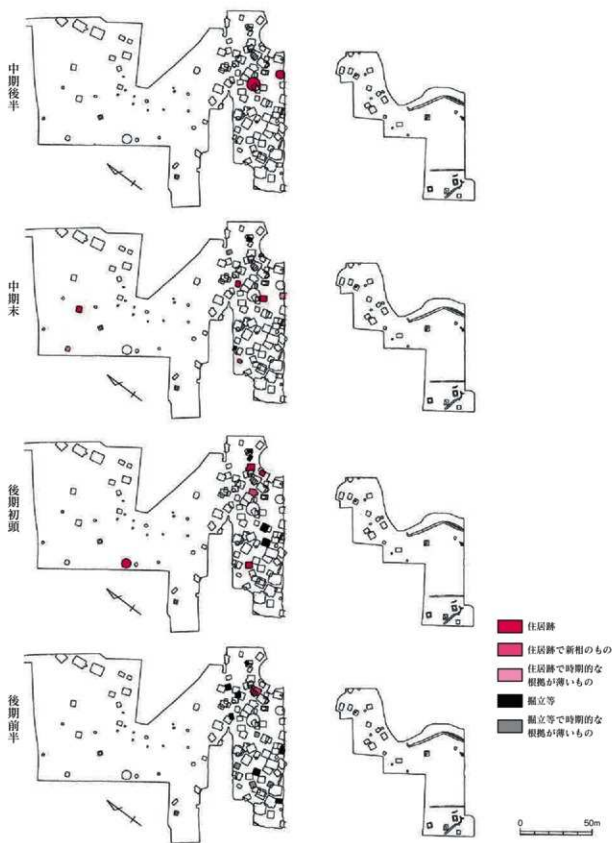 中期後半
中期末
後期初頭
後期前半
住居跡
住居跡で新相のもの
住居跡で時期的な
根拠が薄いもの
掘立等
掘立等で時期的な
根拠が薄いもの
0 50m